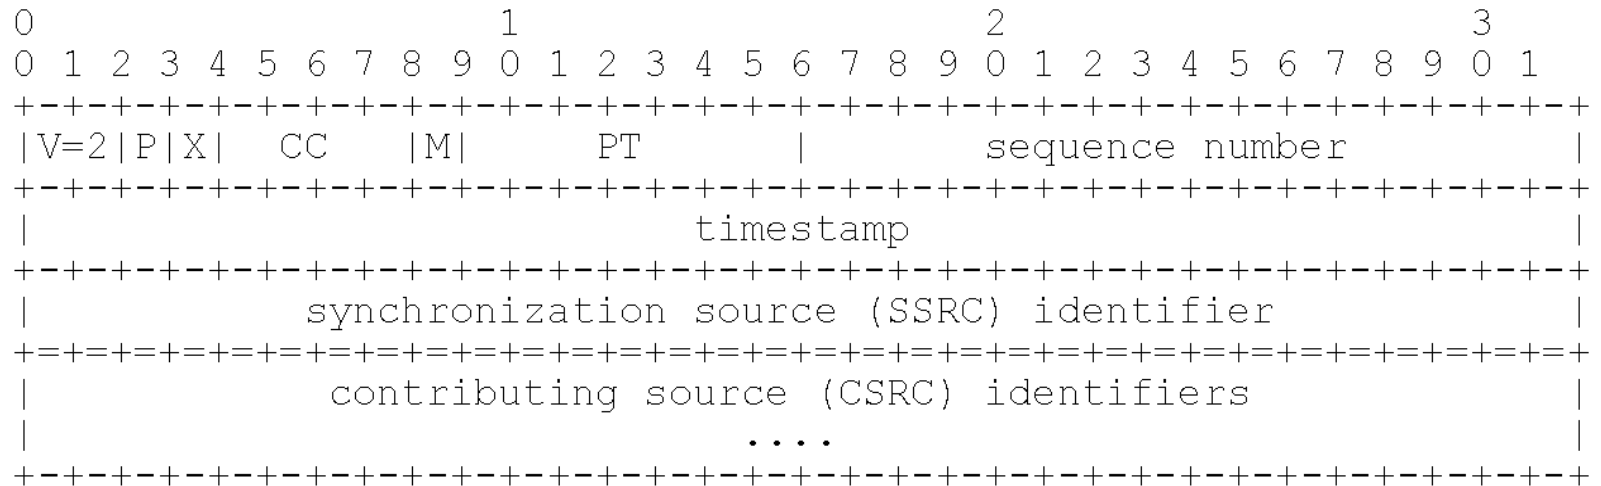 0                   1                   2                   3
0 1 2 3 4 5 6 7 8 9 0 1 2 3 4 5 6 7 8 9 0 1 2 3 4 5 6 7 8 9 0 1
+-+-+-+-+-+-+-+-+-+-+-+-+-+-+-+-+-+-+-+-+-+-+-+-+-+-+-+-+-+-+-+-+
|V=2|P|X|  CC   |M|     PT      |       sequence number         |
+-+-+-+-+-+-+-+-+-+-+-+-+-+-+-+-+-+-+-+-+-+-+-+-+-+-+-+-+-+-+-+-+
|                           timestamp                           |
+-+-+-+-+-+-+-+-+-+-+-+-+-+-+-+-+-+-+-+-+-+-+-+-+-+-+-+-+-+-+-+-+
|           synchronization source (SSRC) identifier            |
+=+=+=+=+=+=+=+=+=+=+=+=+=+=+=+=+=+=+=+=+=+=+=+=+=+=+=+=+=+=+=+=+
|            contributing source (CSRC) identifiers             |
|                             ....                              |
+-+-+-+-+-+-+-+-+-+-+-+-+-+-+-+-+-+-+-+-+-+-+-+-+-+-+-+-+-+-+-+-+